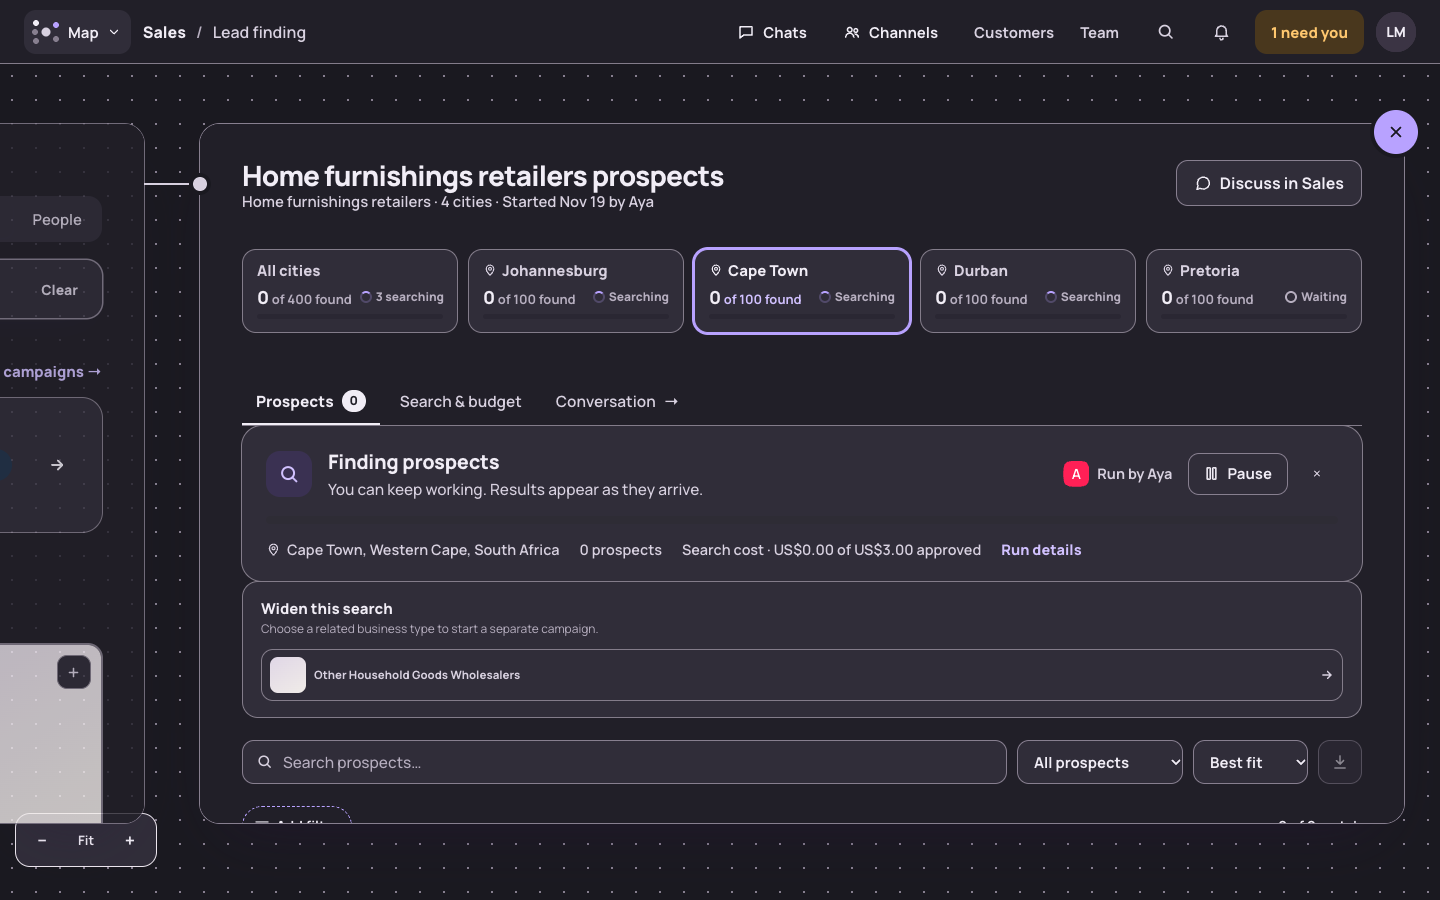 Map
Sales / Lead finding
Chats
Channels
Customers
Team
1 need you
LM
People
Clear
campaigns →
Fit
Home furnishings retailers prospects
Home furnishings retailers · 4 cities · Started Nov 19 by Aya
Discuss in Sales
All cities
0 of 400 found
3 searching
Johannesburg
0 of 100 found
Searching
Cape Town
0 of 100 found
Searching
Durban
0 of 100 found
Searching
Pretoria
0 of 100 found
Waiting
Prospects 0
Search & budget
Conversation →
Finding prospects
You can keep working. Results appear as they arrive.
A Run by Aya
Pause
Cape Town, Western Cape, South Africa
0 prospects
Search cost · US$0.00 of US$3.00 approved
Run details
Widen this search
Choose a related business type to start a separate campaign.
Other Household Goods Wholesalers
Search prospects…
All prospects
Best fit